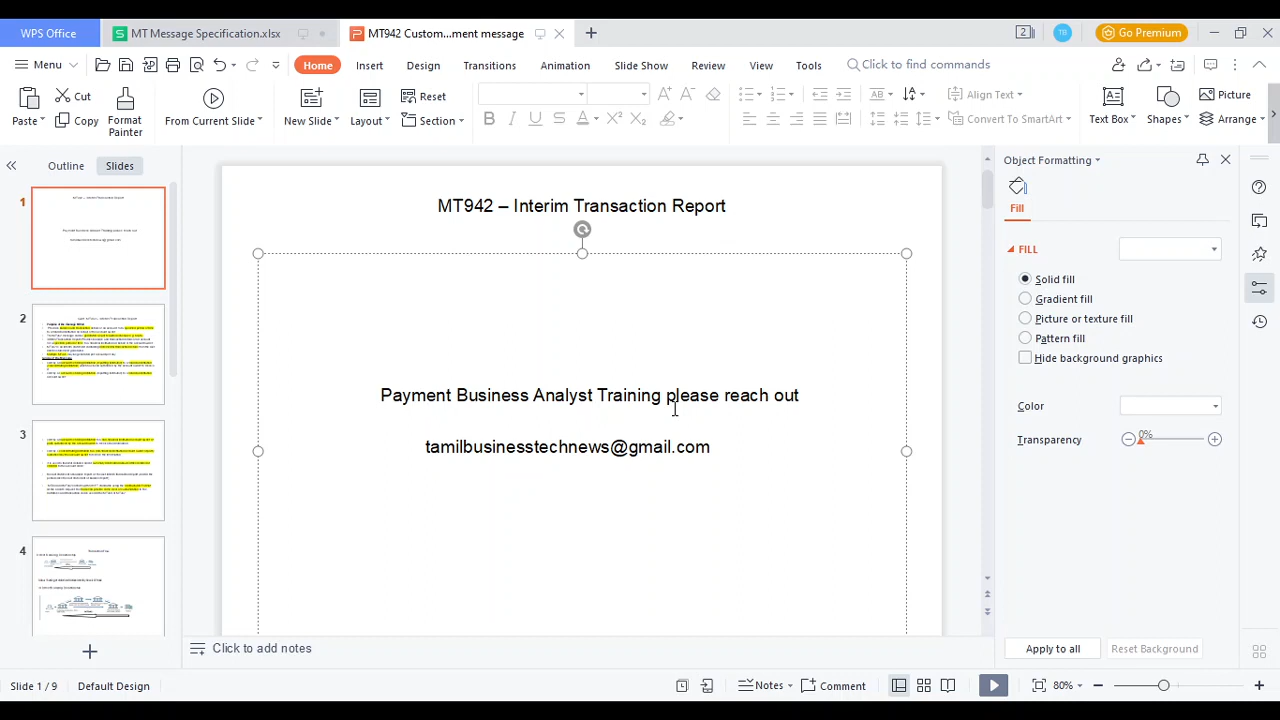 WPS Office
MT Message Specification.xlsx
MT942 Custom...ment message
Go Premium
TB
Menu
Home
Insert
Design
Transitions
Animation
Slide Show
Review
View
Tools
Click to find commands
Paste
Cut
Copy
Format Painter
From Current Slide
New Slide
Layout
Reset
Section
Align Text
Convert To SmartArt
Text Box
Shapes
Picture
Arrange
Outline
Slides
1
2
3
4
MT942 – Interim Transaction Report
Payment Business Analyst Training please reach out
tamilbusinesstechnews@gmail.com
Object Formatting
Fill
FILL
Solid fill
Gradient fill
Picture or texture fill
Pattern fill
Hide background graphics
Color
Transparency
0%
Apply to all
Reset Background
Click to add notes
Slide 1 / 9
Default Design
Notes
Comment
80%